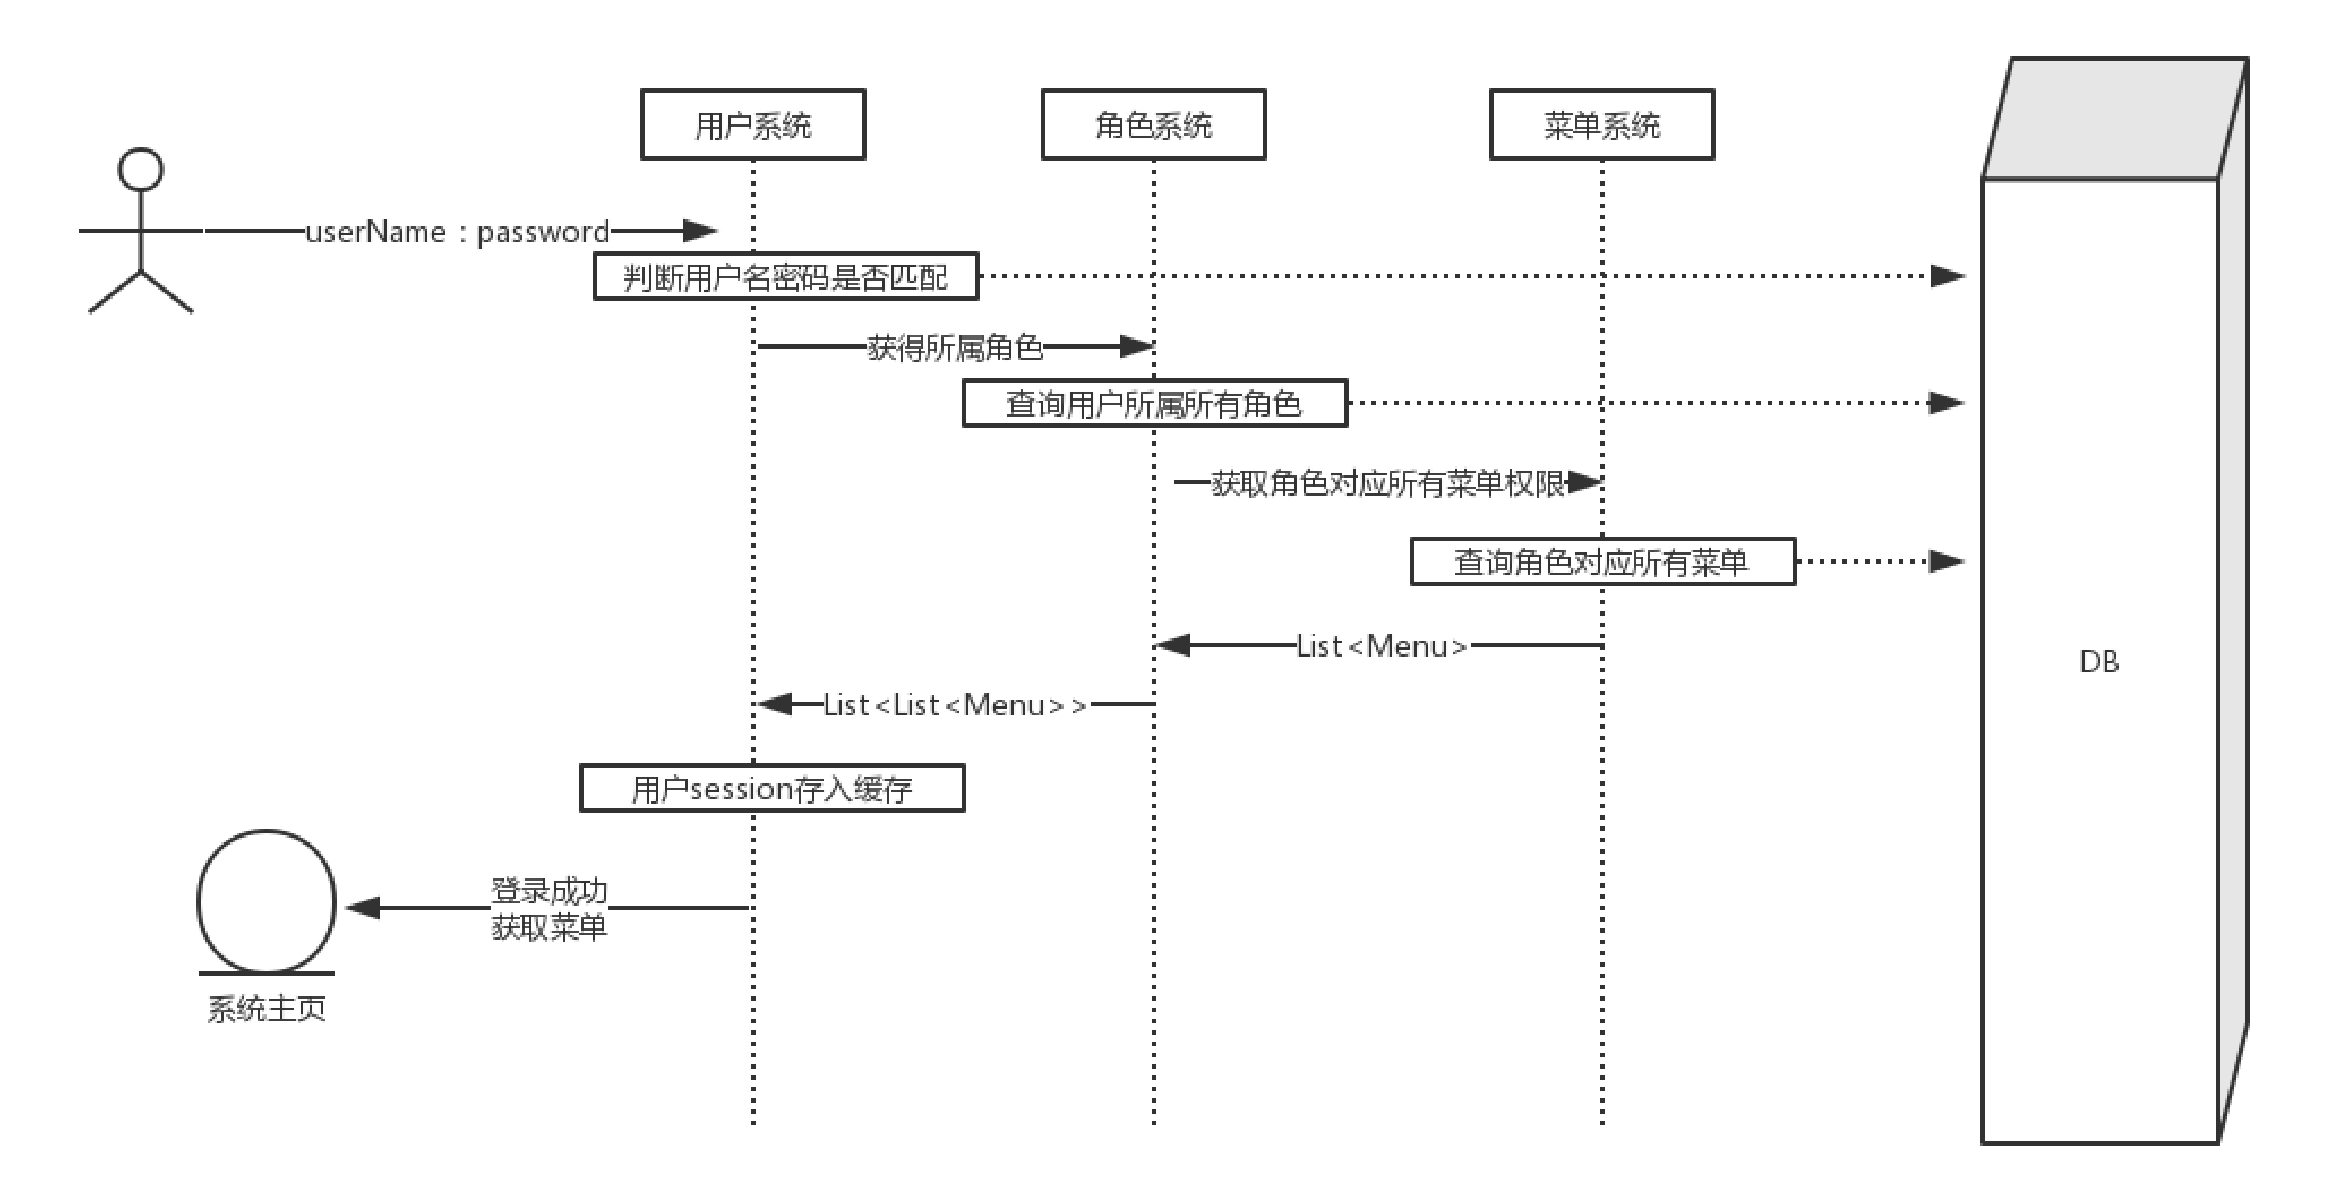 用户系统
角色系统
菜单系统
userName：password
判断用户名密码是否匹配
获得所属角色
查询用户所属所有角色
获取角色对应所有菜单权限
查询角色对应所有菜单
List<Menu>
DB
List<List<Menu>>
用户session存入缓存
登录成功
获取菜单
系统主页